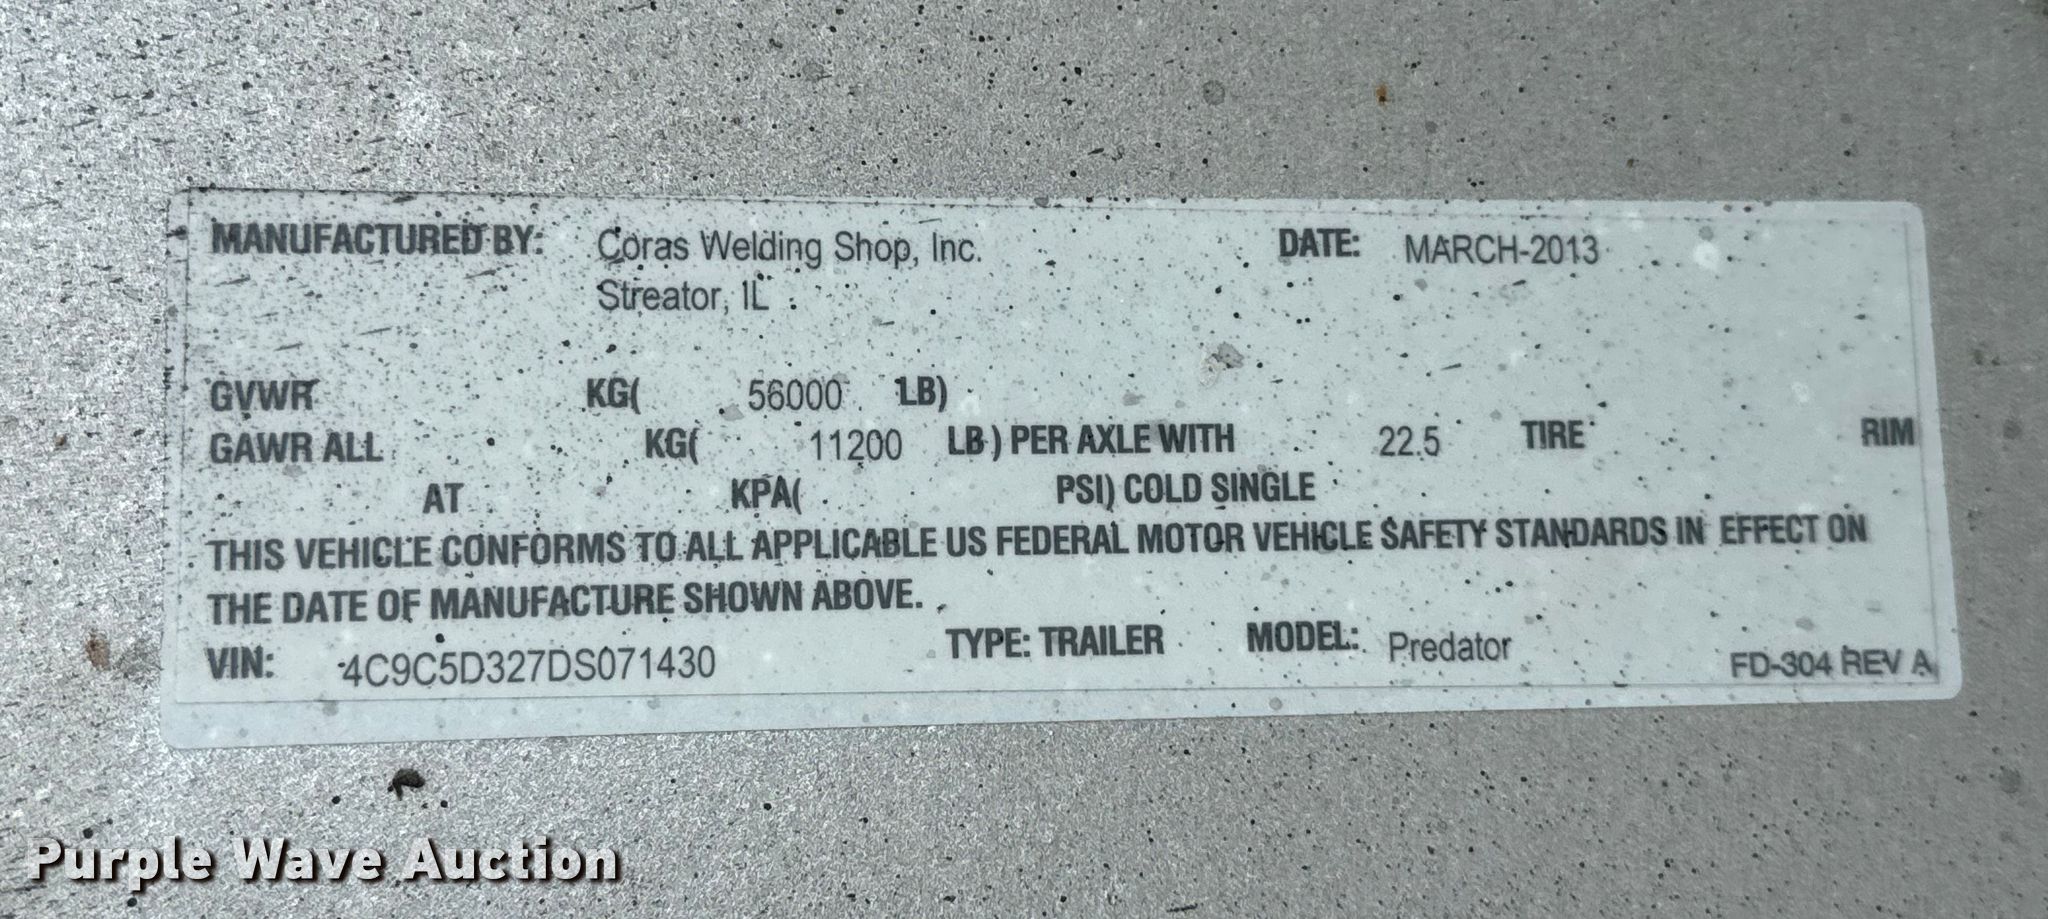 MANUFACTURED BY: Coras Welding Shop, Inc. DATE: MARCH-2013
Streator, IL
GVWR KG( 56000 LB)
GAWR ALL KG( 11200 LB ) PER AXLE WITH 22.5 TIRE RIM
AT KPA( PSI) COLD SINGLE
THIS VEHICLE CONFORMS TO ALL APPLICABLE US FEDERAL MOTOR VEHICLE SAFETY STANDARDS IN EFFECT ON
THE DATE OF MANUFACTURE SHOWN ABOVE.
VIN: 4C9C5D327DS071430 TYPE: TRAILER MODEL: Predator FD-304 REV A
Purple Wave Auction